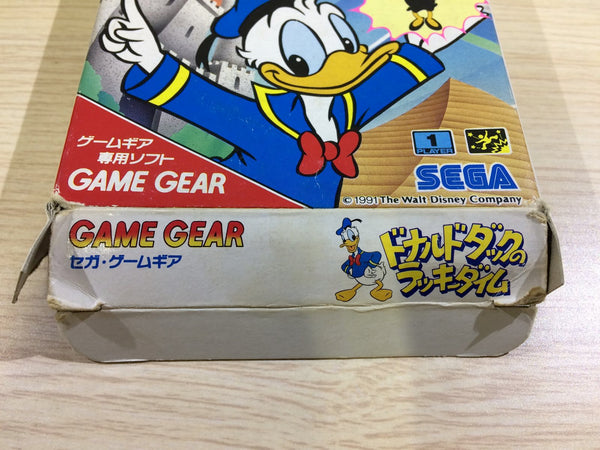 ゲームギア
専用ソフト
GAME GEAR
1
PLAYER
SEGA
© 1991 The Walt Disney Company
GAME GEAR
セガ・ゲームギア
ドナルドダックの
ラッキーダイム